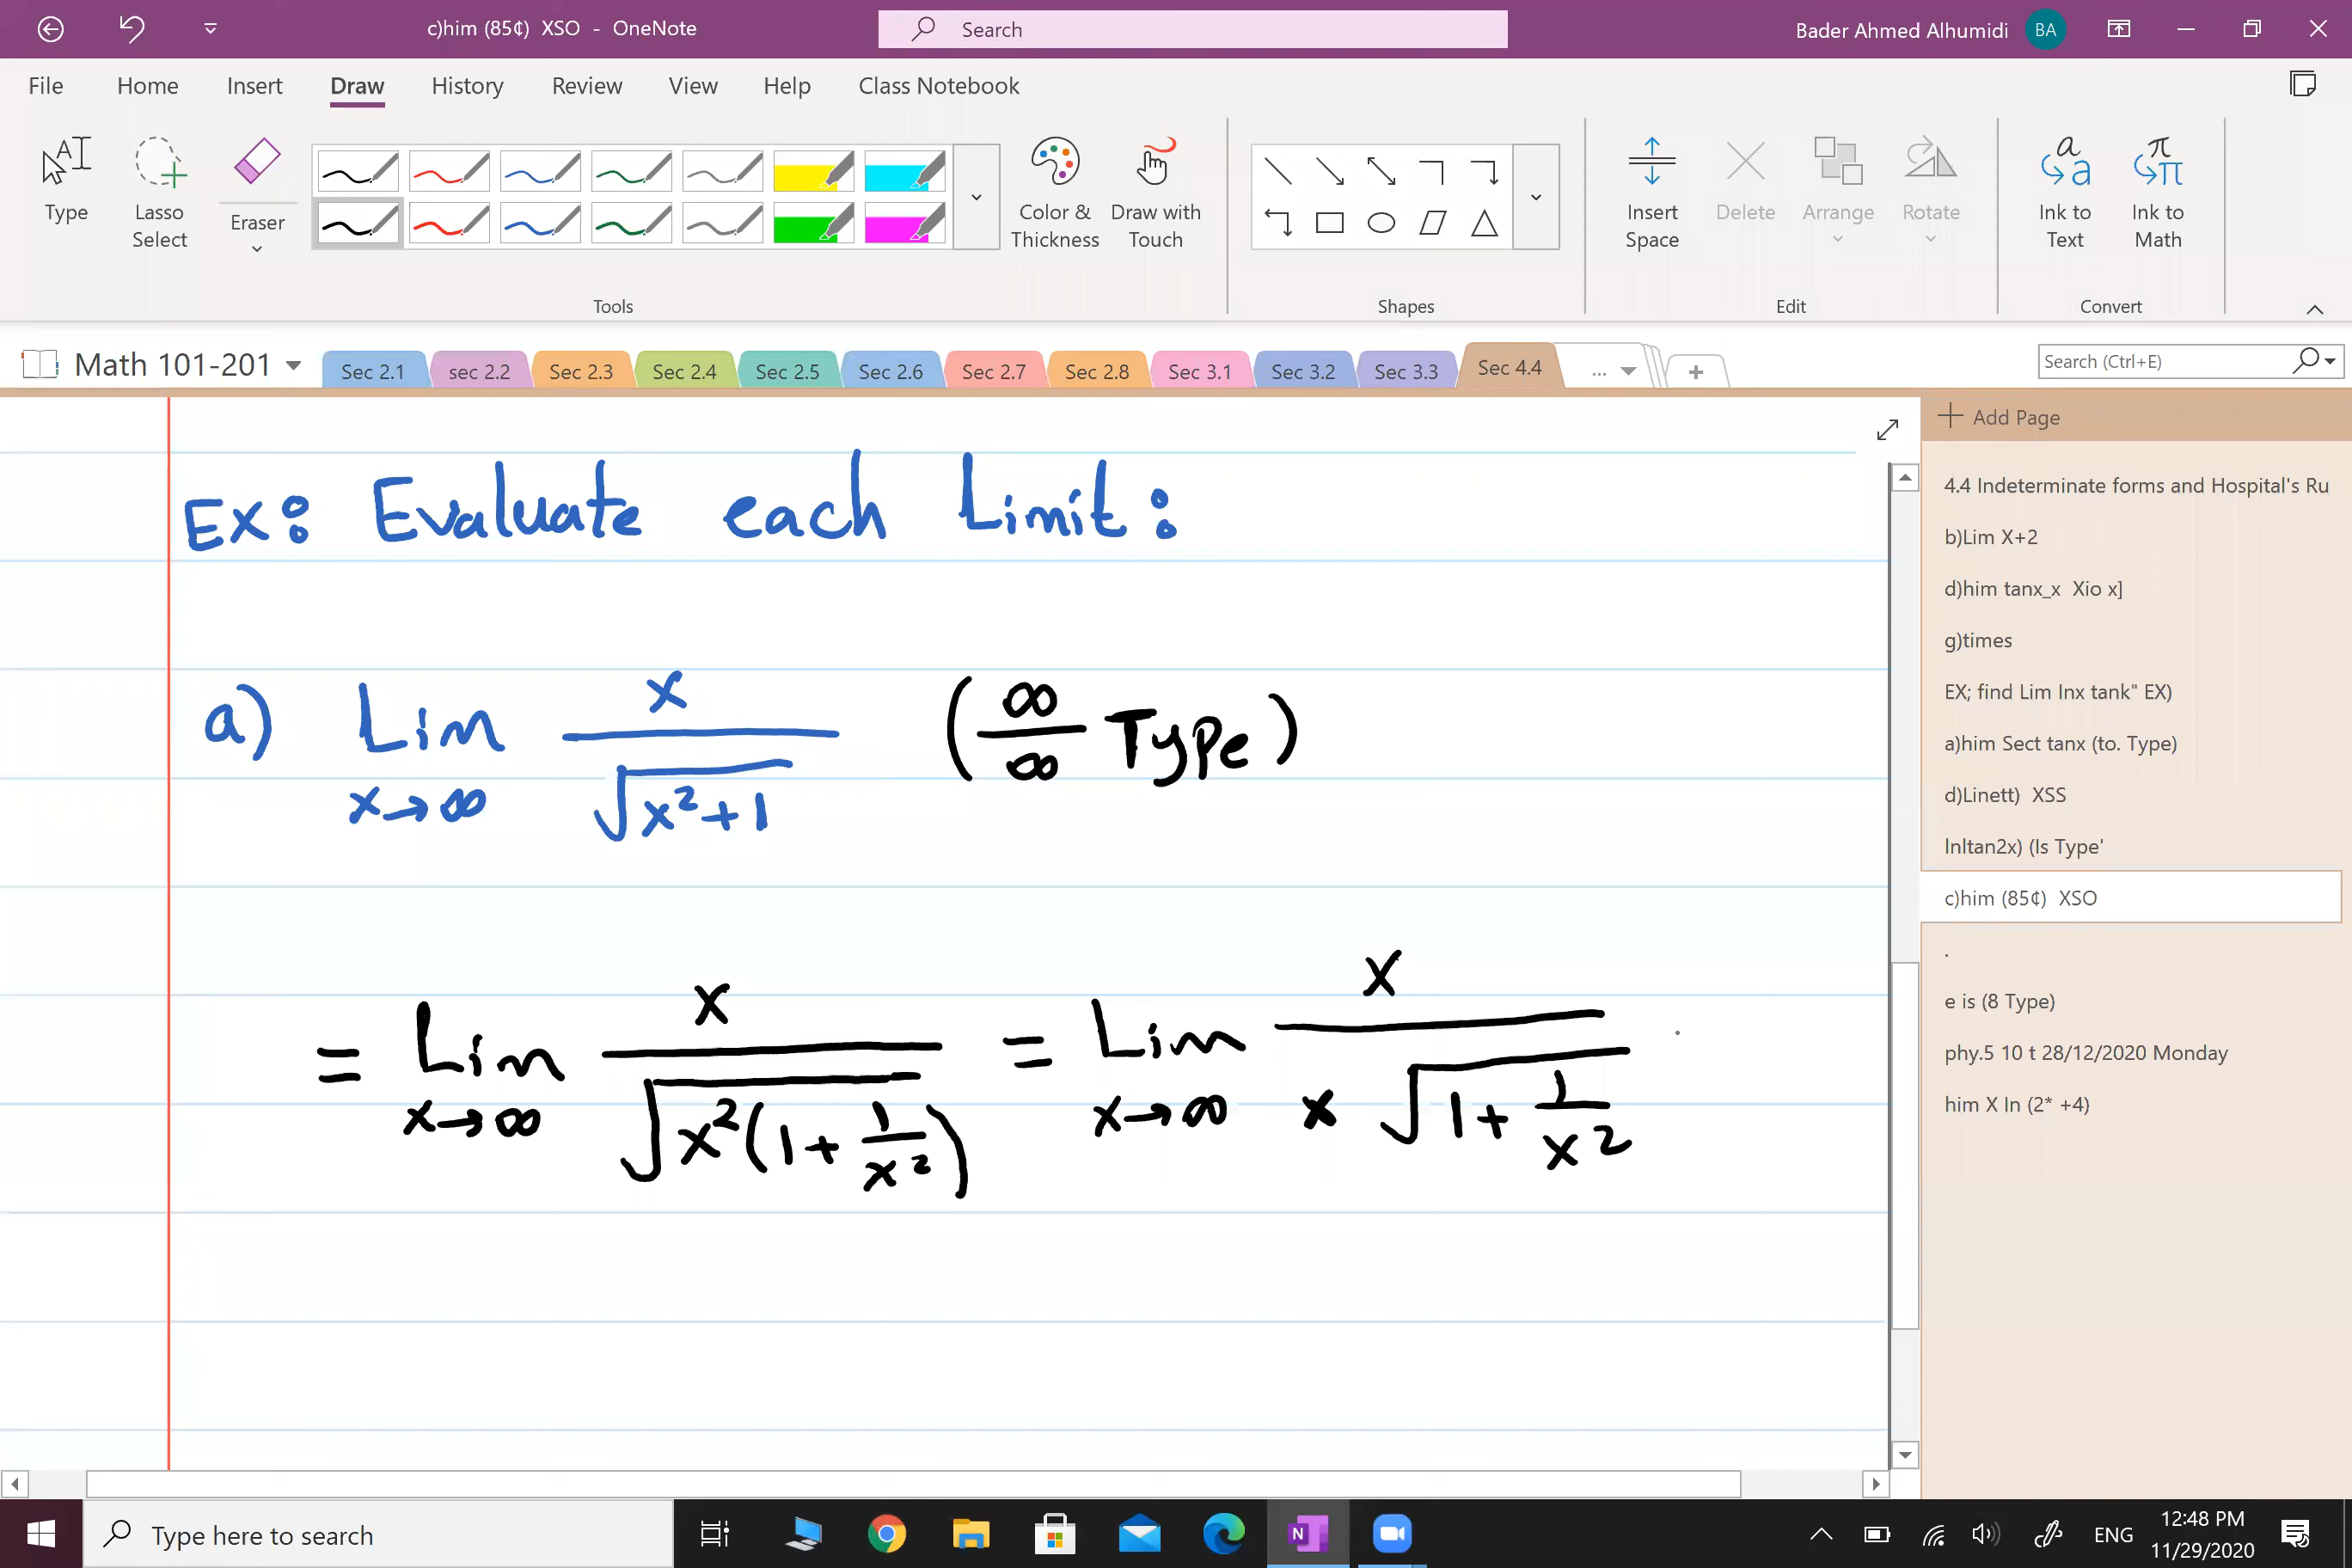 c)him (85¢) XSO - OneNote
Search
Bader Ahmed Alhumidi
BA
File Home Insert Draw History Review View Help Class Notebook
Type
Lasso Select
Eraser
Color & Thickness
Draw with Touch
Insert Space
Delete
Arrange
Rotate
Ink to Text
Ink to Math
Tools
Shapes
Edit
Convert
Math 101-201
Sec 2.1 sec 2.2 Sec 2.3 Sec 2.4 Sec 2.5 Sec 2.6 Sec 2.7 Sec 2.8 Sec 3.1 Sec 3.2 Sec 3.3 Sec 4.4 ... +
Search (Ctrl+E)
Ex: Evaluate each Limit:
a) Lim x→∞ x/√(x²+1) (∞/∞ Type)
= Lim x→∞ x/√(x²(1+1/x²)) = Lim x→∞ x/(x√(1+1/x²))
Add Page
4.4 Indeterminate forms and Hospital's Ru
b)Lim X+2
d)him tanx_x Xio x]
g)times
EX; find Lim Inx tank" EX)
a)him Sect tanx (to. Type)
d)Linett) XSS
lnltan2x) (ls Type'
c)him (85¢) XSO
.
e is (8 Type)
phy.5 10 t 28/12/2020 Monday
him X In (2* +4)
Type here to search
ENG
12:48 PM
11/29/2020